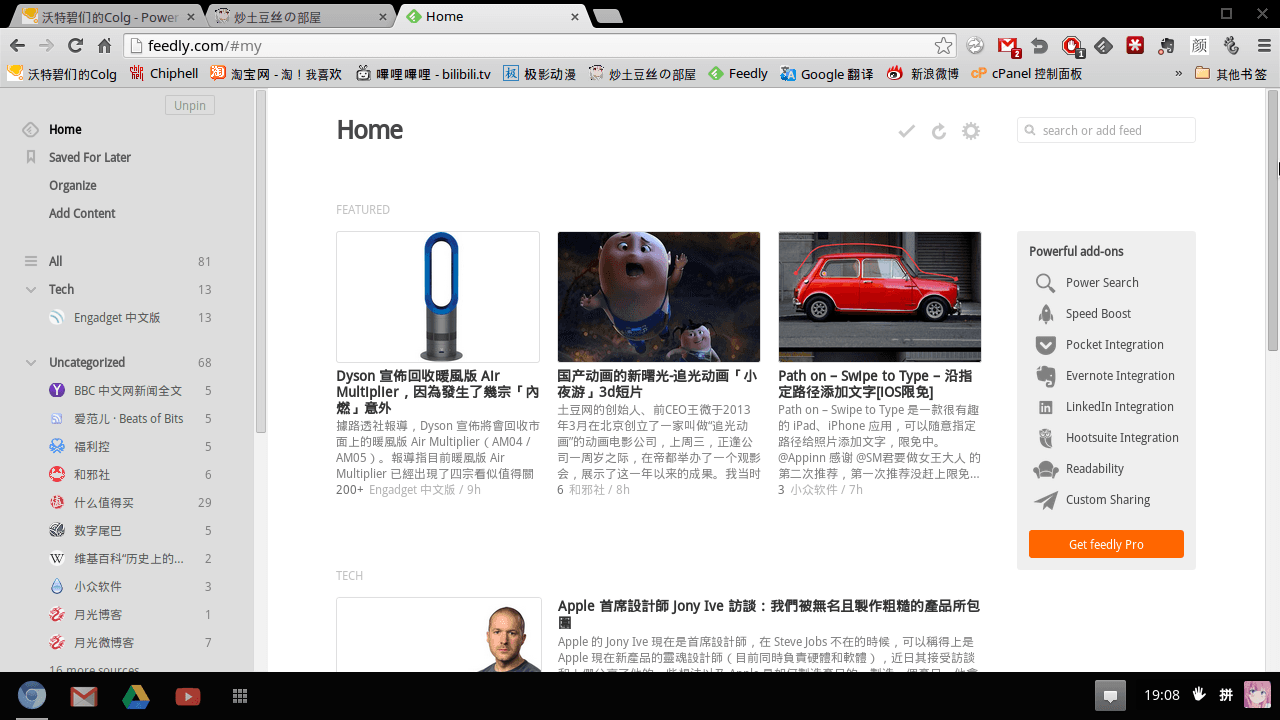 沃特碧们的Colg - Power
炒土豆丝の部屋
Home
feedly.com/#my
2
1
颜
沃特碧们的Colg
Chiphell
淘宝网 - 淘！我喜欢
嗶哩嗶哩 - bilibili.tv
极影动漫
炒土豆丝の部屋
Feedly
Google 翻译
新浪微博
cPanel 控制面板
»
其他书签
Unpin
Home
Saved For Later
Organize
Add Content
All 81
Tech 13
Engadget 中文版 13
Uncategorized 68
BBC 中文网新闻全文 5
爱范儿 · Beats of Bits 5
福利控 5
和邪社 6
什么值得买 29
数字尾巴 5
维基百科“历史上的... 2
小众软件 3
月光博客 1
月光微博客 7
16 more sources
Home
search or add feed
FEATURED
Dyson 宣佈回收暖風版 Air
Multiplier，因為發生了幾宗「內
燃」意外
據路透社報導，Dyson 宣佈將會回收市
面上的暖風版 Air Multiplier（AM04 /
AM05）。報導指目前暖風版 Air
Multiplier 已經出現了四宗看似值得關
200+ Engadget 中文版 / 9h
国产动画的新曙光-追光动画「小
夜游」3d短片
土豆网的创始人、前CEO王微于2013
年3月在北京创立了一家叫做“追光动
画”的动画电影公司，上周三，正逢公
司一周岁之际，在帝都举办了一个观影
会，展示了这一年以来的成果。我当时
6 和邪社 / 8h
Path on – Swipe to Type – 沿指
定路径添加文字[iOS限免]
Path on – Swipe to Type 是一款很有趣
的 iPad、iPhone 应用，可以随意指定
路径给照片添加文字，限免中。
@Appinn 感谢 @SM君要做女王大人 的
第二次推荐，第一次推荐没赶上限免...
3 小众软件 / 7h
Powerful add-ons
Power Search
Speed Boost
Pocket Integration
Evernote Integration
LinkedIn Integration
Hootsuite Integration
Readability
Custom Sharing
Get feedly Pro
TECH
Apple 首席設計師 Jony Ive 訪談：我們被無名且製作粗糙的產品所包
圍
Apple 的 Jony Ive 現在是首席設計師，在 Steve Jobs 不在的時候，可以稱得上是
Apple 現在新產品的靈魂設計師（目前同時負責硬體和軟體），近日其接受訪談
19:08
拼